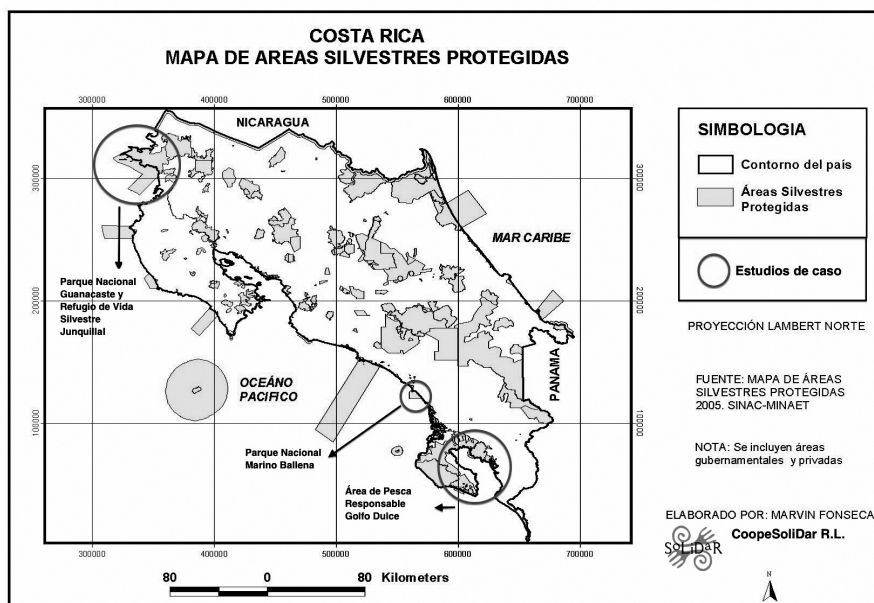 COSTA RICA
MAPA DE AREAS SILVESTRES PROTEGIDAS
300000 400000 500000 600000 700000
NICARAGUA
300000
300000
MAR CARIBE
Parque Nacional
Guanacaste y
Refugio de Vida
Silvestre
Junquillal
200000
200000
OCEÁNO
PACIFICO
PANAMA
100000
100000
Parque Nacional
Marino Ballena
Área de Pesca
Responsable
Golfo Dulce
300000 400000 500000 600000 700000
80 0 80 Kilometers
SIMBOLOGIA
Contorno del país
Áreas Silvestres
Protegidas
Estudios de caso
PROYECCIÓN LAMBERT NORTE
FUENTE: MAPA DE ÁREAS
SILVESTRES PROTEGIDAS
2005. SINAC-MINAET
NOTA: Se incluyen áreas
gubernamentales y privadas
ELABORADO POR: MARVIN FONSECA
CoopeSoliDar R.L.
SoLiDaR
N